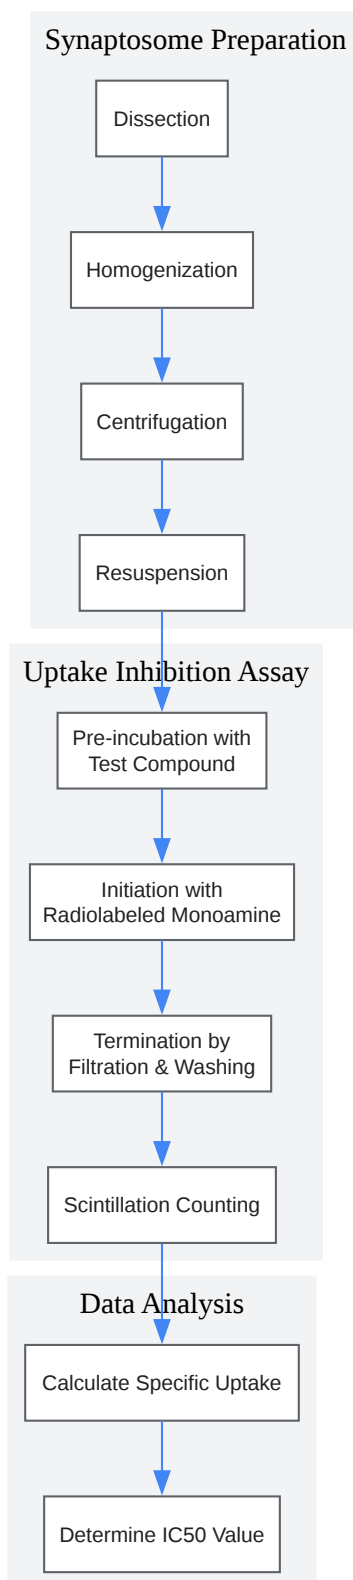 Synaptosome Preparation
Dissection
Homogenization
Centrifugation
Resuspension
Uptake Inhibition Assay
Pre-incubation with
Test Compound
Initiation with
Radiolabeled Monoamine
Termination by
Filtration & Washing
Scintillation Counting
Data Analysis
Calculate Specific Uptake
Determine IC50 Value